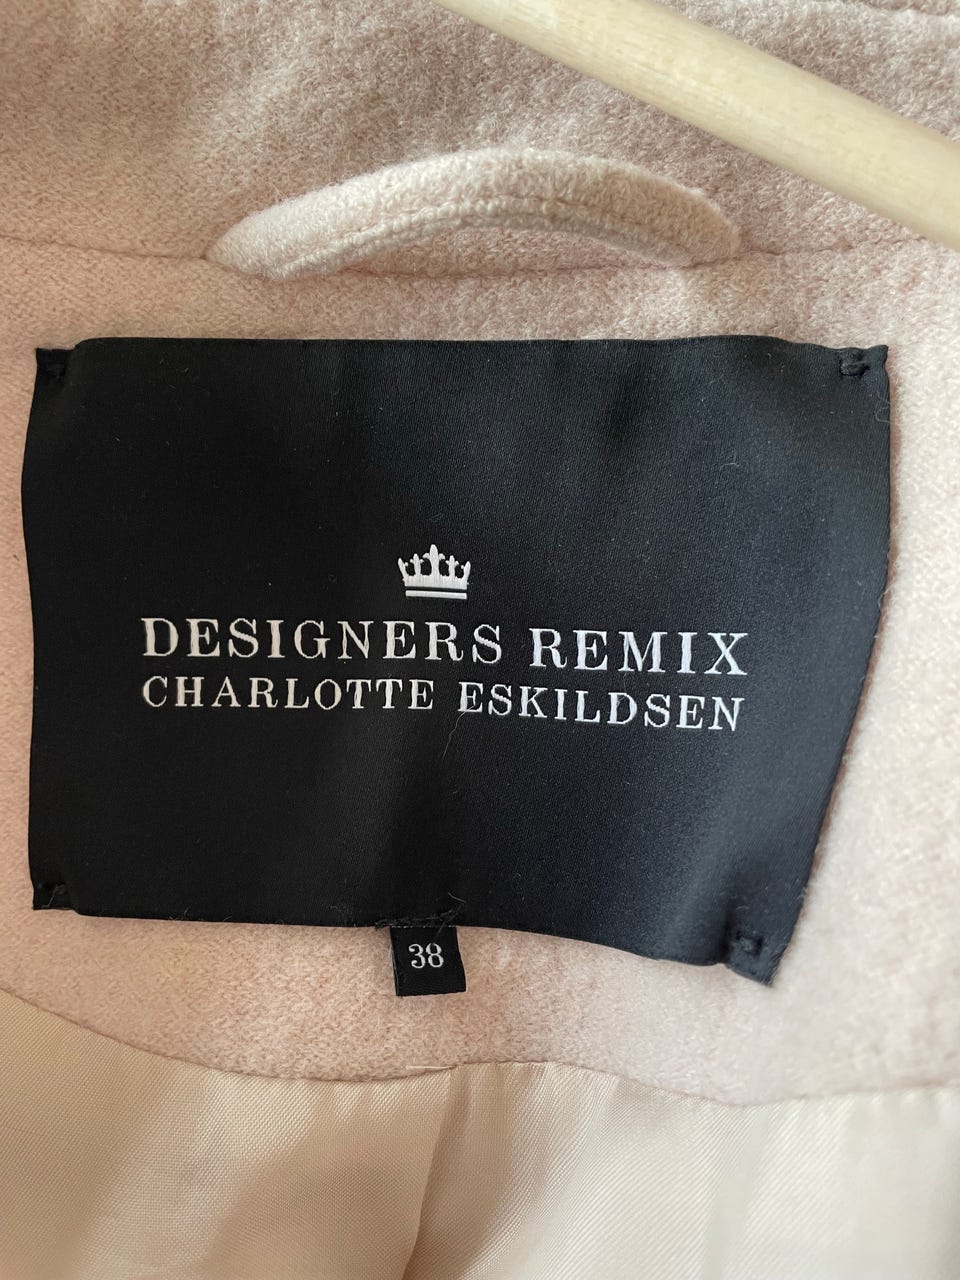 DESIGNERS REMIX
CHARLOTTE ESKILDSEN
38